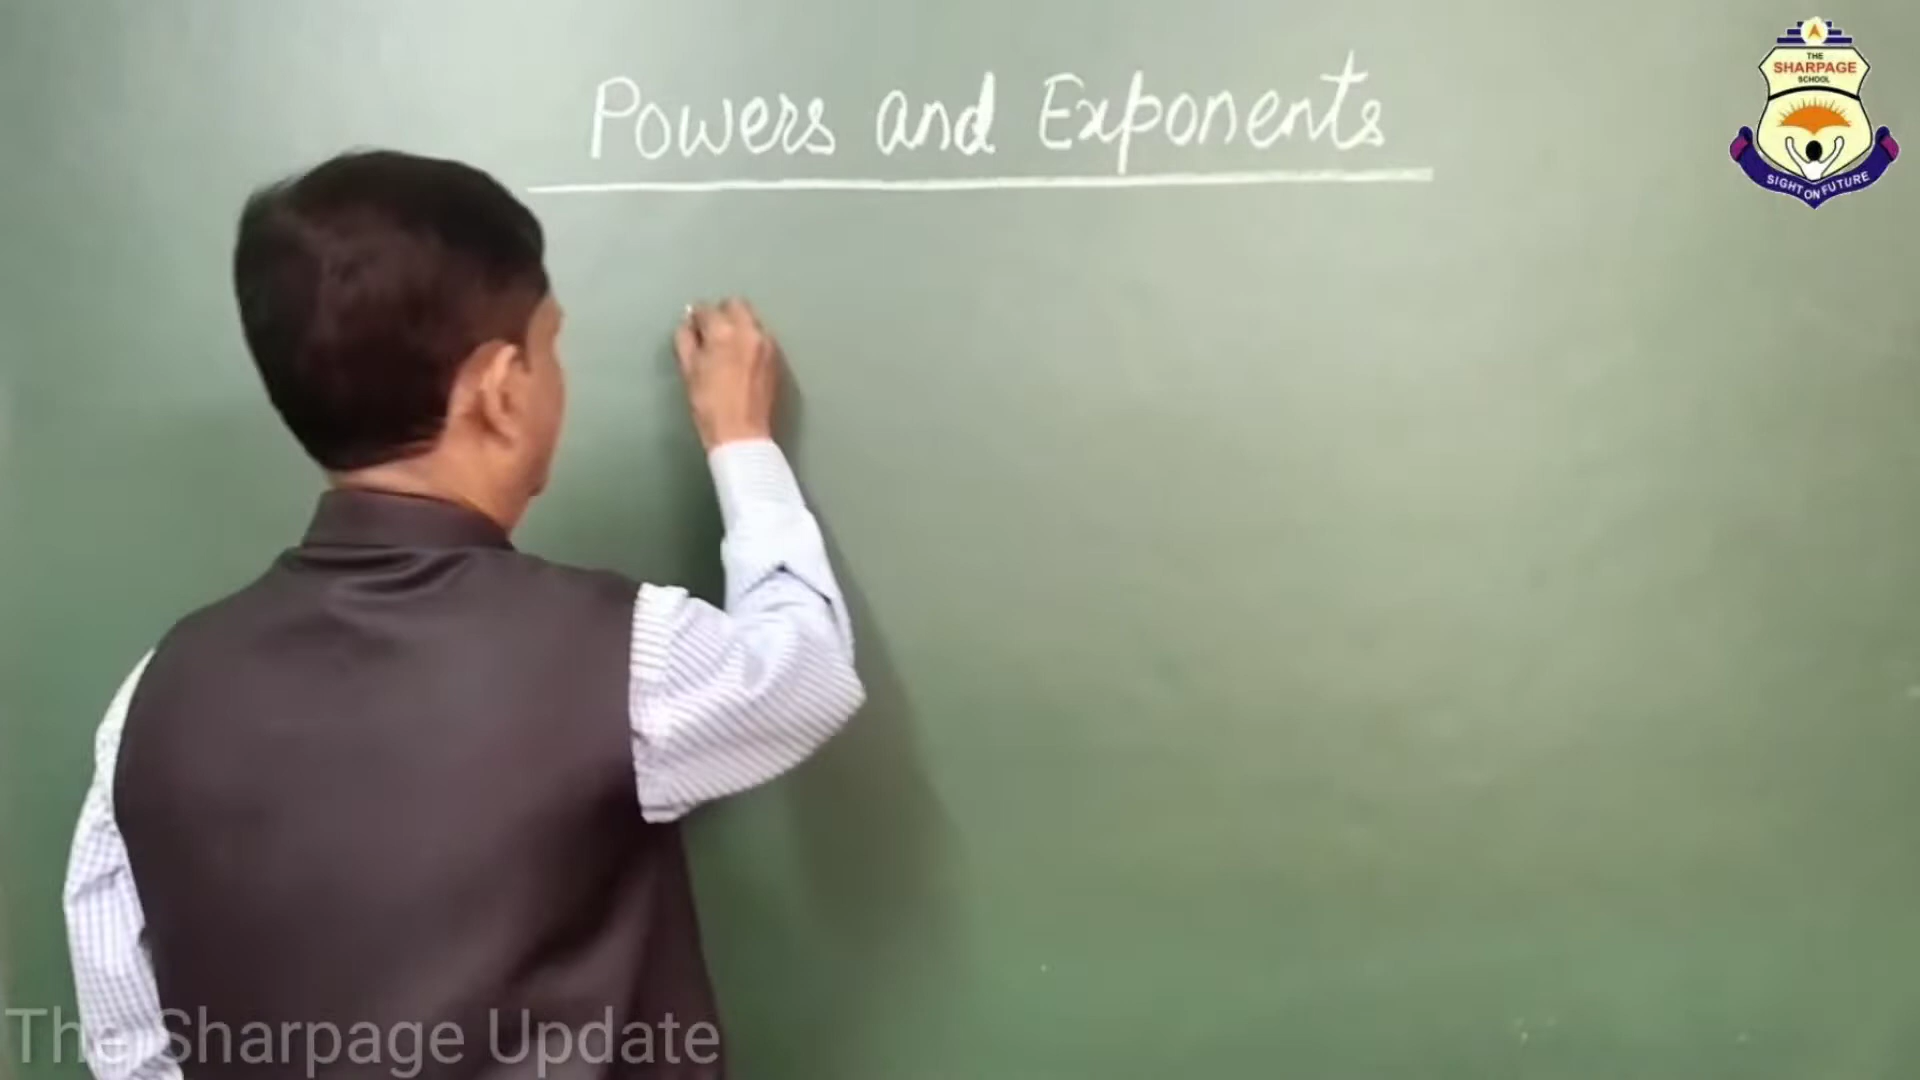 Powers and Exponents
THE
SHARPAGE
SCHOOL
SIGHT ON FUTURE
The Sharpage Update